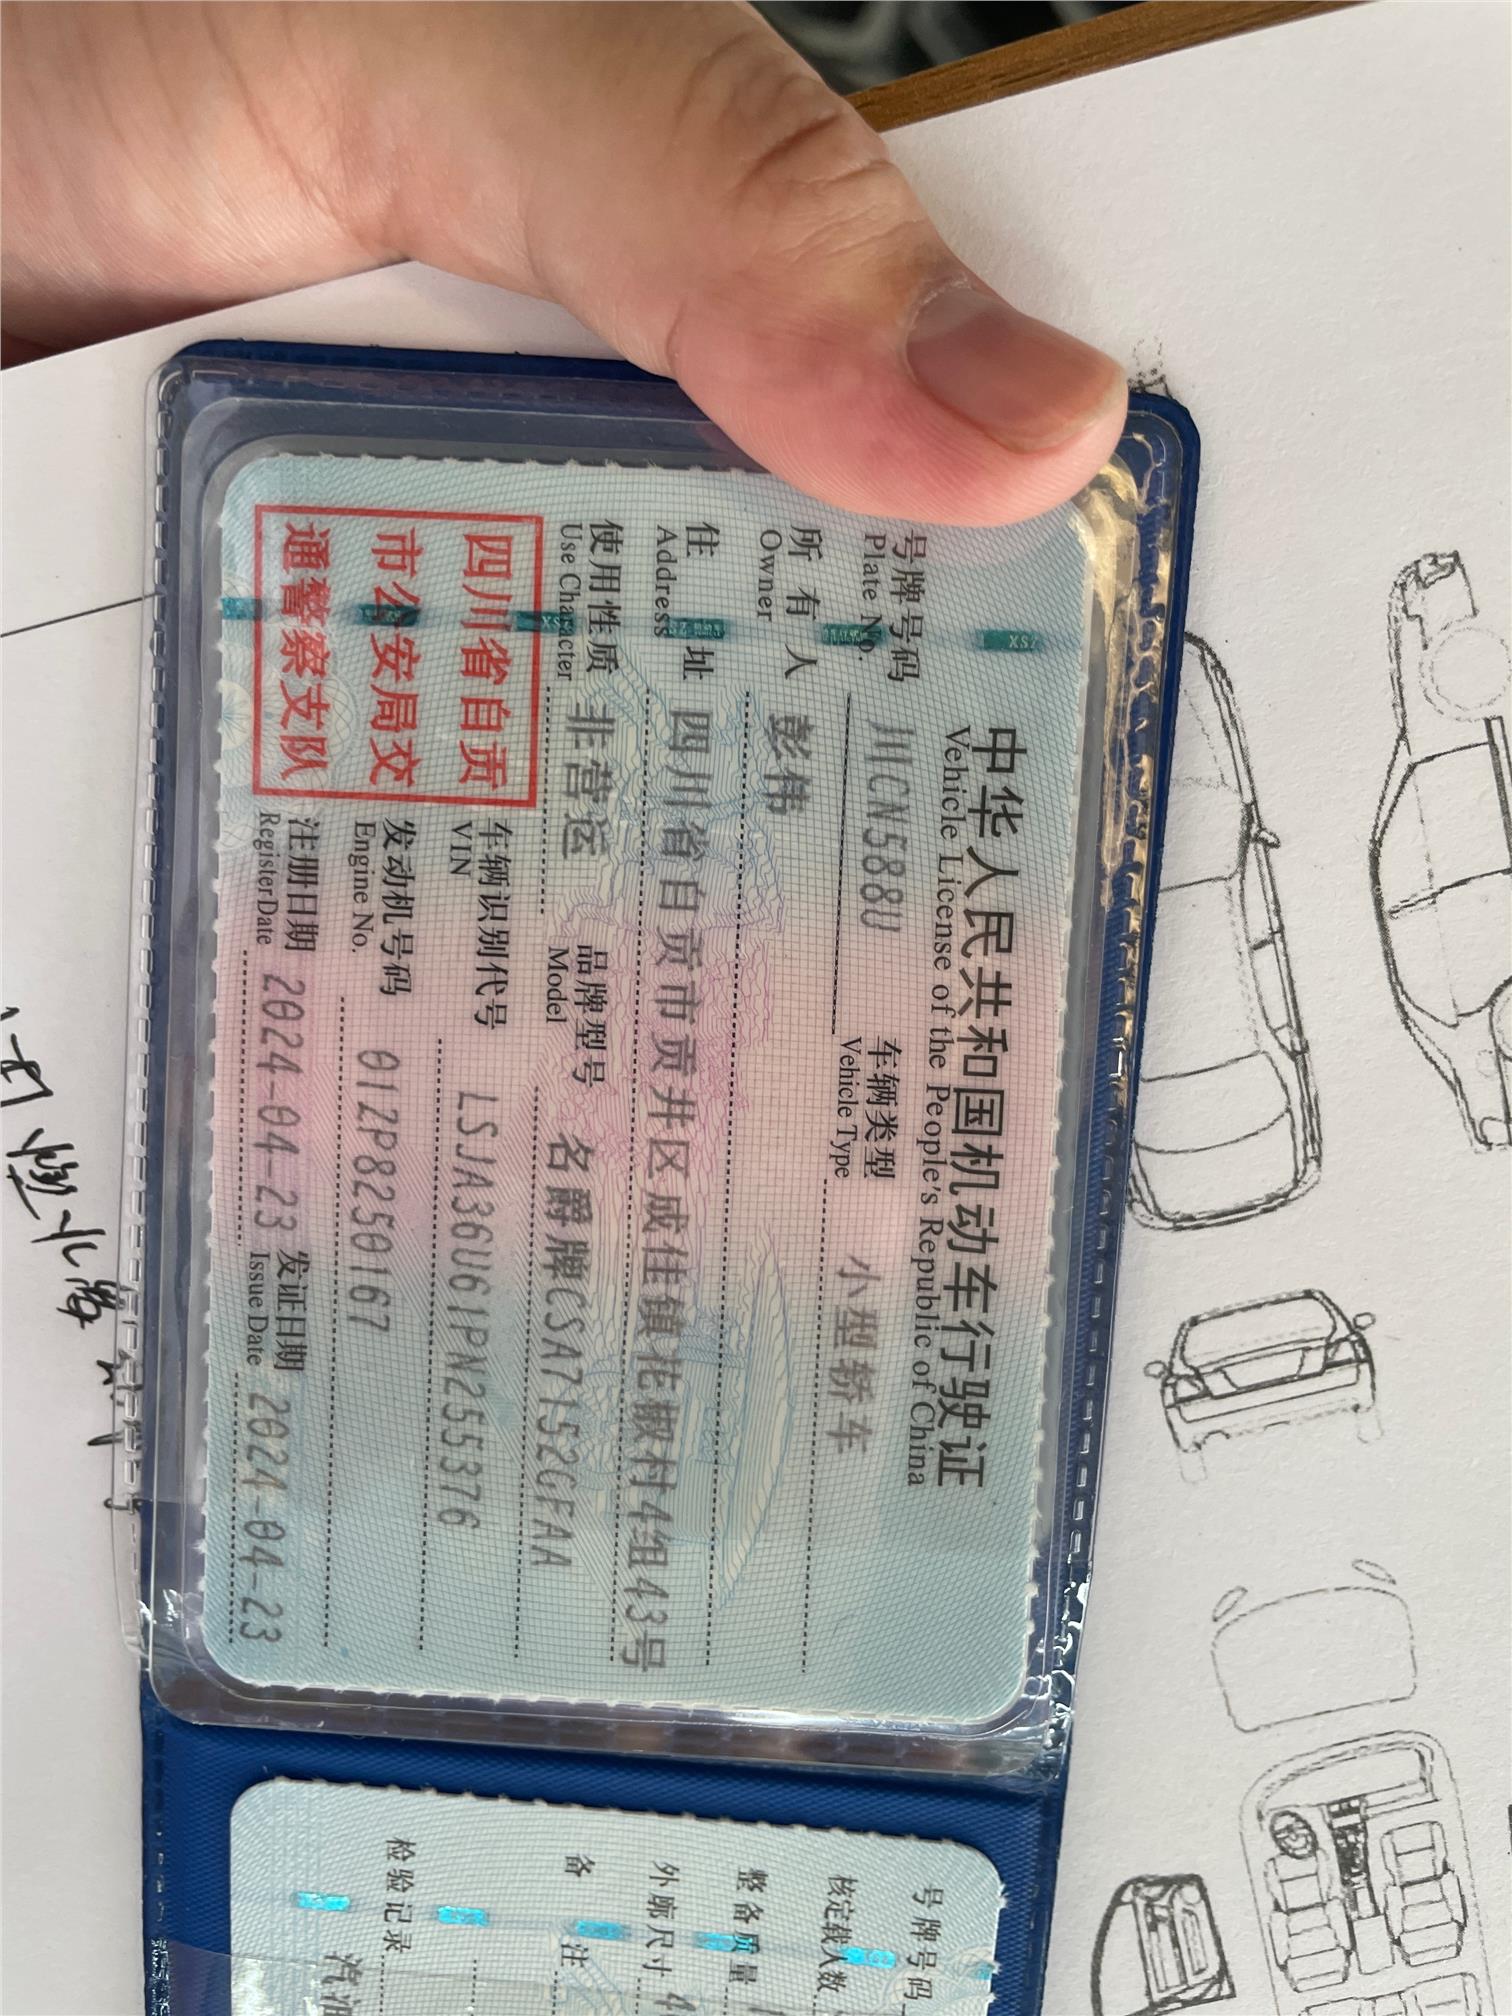 中华人民共和国机动车行驶证
Vehicle License of the People's Republic of China
号牌号码 川CN588U 车辆类型 小型轿车
Plate No. Vehicle Type
所有人 彭伟
Owner
住址 四川省自贡市贡井区成佳镇花椒村4组43号
Address
使用性质 非营运 品牌型号 名爵牌CSA7152GFAA
Use Character Model
四川省自贡
市公安局交
通警察支队
车辆识别代号 LSJA36U61PN255376
VIN
发动机号码 01ZP8250167
Engine No.
注册日期 2024-04-23 发证日期 2024-04-23
Register Date Issue Date
号牌号码
核定载人数
整备质量
外廓尺寸 4
备注
检验记录 汽油